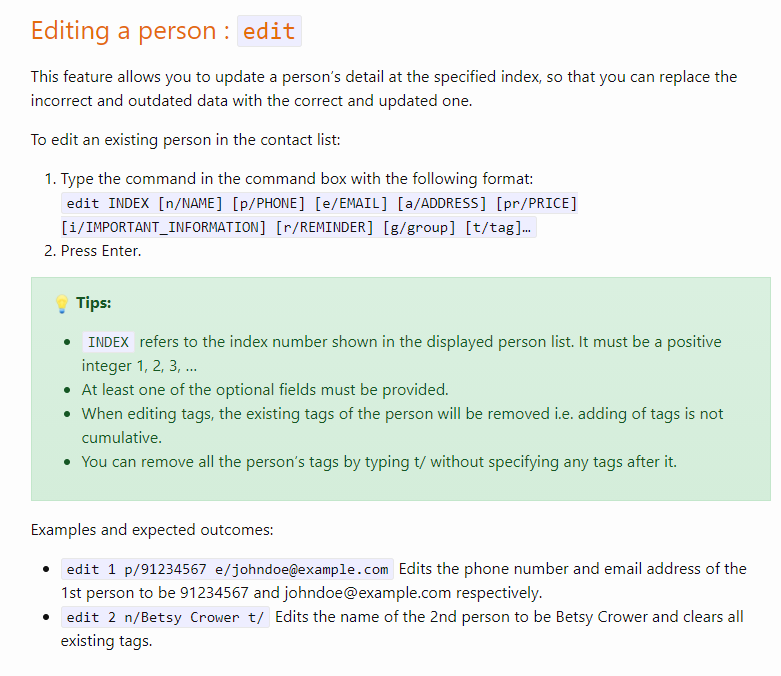 Editing a person : edit
This feature allows you to update a person's detail at the specified index, so that you can replace the
incorrect and outdated data with the correct and updated one.
To edit an existing person in the contact list:
1. Type the command in the command box with the following format:
edit INDEX [n/NAME] [p/PHONE] [e/EMAIL] [a/ADDRESS] [pr/PRICE]
[i/IMPORTANT_INFORMATION] [r/REMINDER] [g/group] [t/tag]…
2. Press Enter.
💡 Tips:
• INDEX refers to the index number shown in the displayed person list. It must be a positive
integer 1, 2, 3, …
• At least one of the optional fields must be provided.
• When editing tags, the existing tags of the person will be removed i.e. adding of tags is not
cumulative.
• You can remove all the person's tags by typing t/ without specifying any tags after it.
Examples and expected outcomes:
• edit 1 p/91234567 e/johndoe@example.com Edits the phone number and email address of the
1st person to be 91234567 and johndoe@example.com respectively.
• edit 2 n/Betsy Crower t/ Edits the name of the 2nd person to be Betsy Crower and clears all
existing tags.